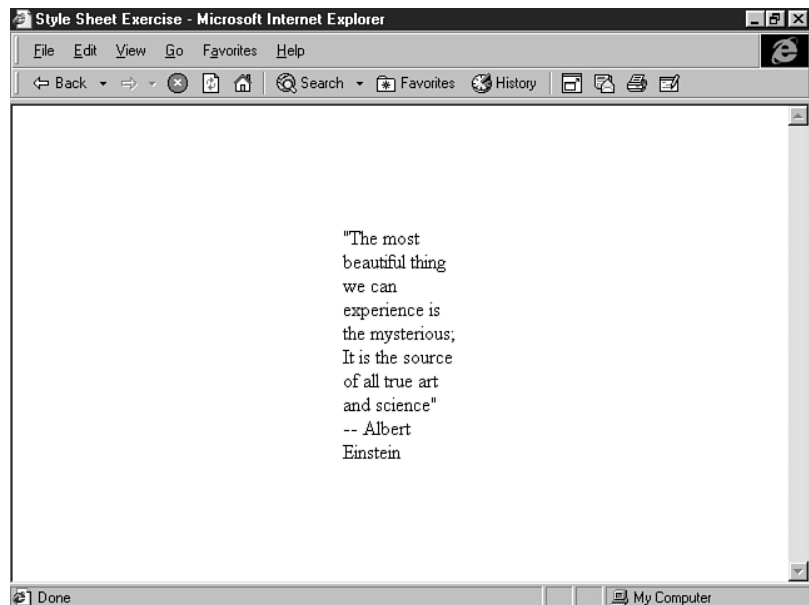 Style Sheet Exercise - Microsoft Internet Explorer
File Edit View Go Favorites Help
Back Search Favorites History
"The most
beautiful thing
we can
experience is
the mysterious;
It is the source
of all true art
and science"
-- Albert
Einstein
Done My Computer